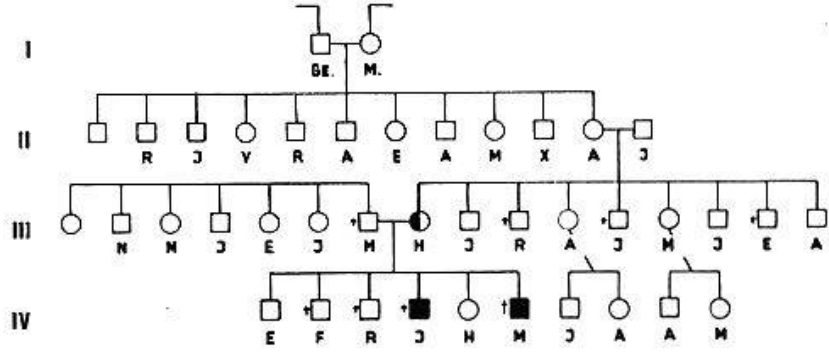 I
GE. M.
II
R J V R A E A M X A J
III
N M J E J M H J R A J M J E A
IV
E F R J H M J A A M